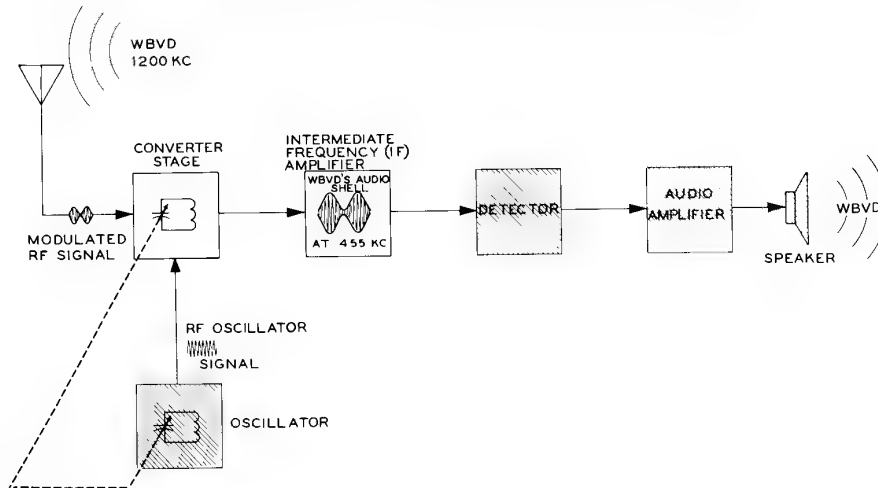 WBVD
1200 KC
CONVERTER
STAGE
MODULATED
RF SIGNAL
INTERMEDIATE
FREQUENCY (IF)
AMPLIFIER
WBVD'S AUDIO
SHELL
AT 455 KC
DETECTOR
AUDIO
AMPLIFIER
SPEAKER
WBVD
RF OSCILLATOR
SIGNAL
OSCILLATOR